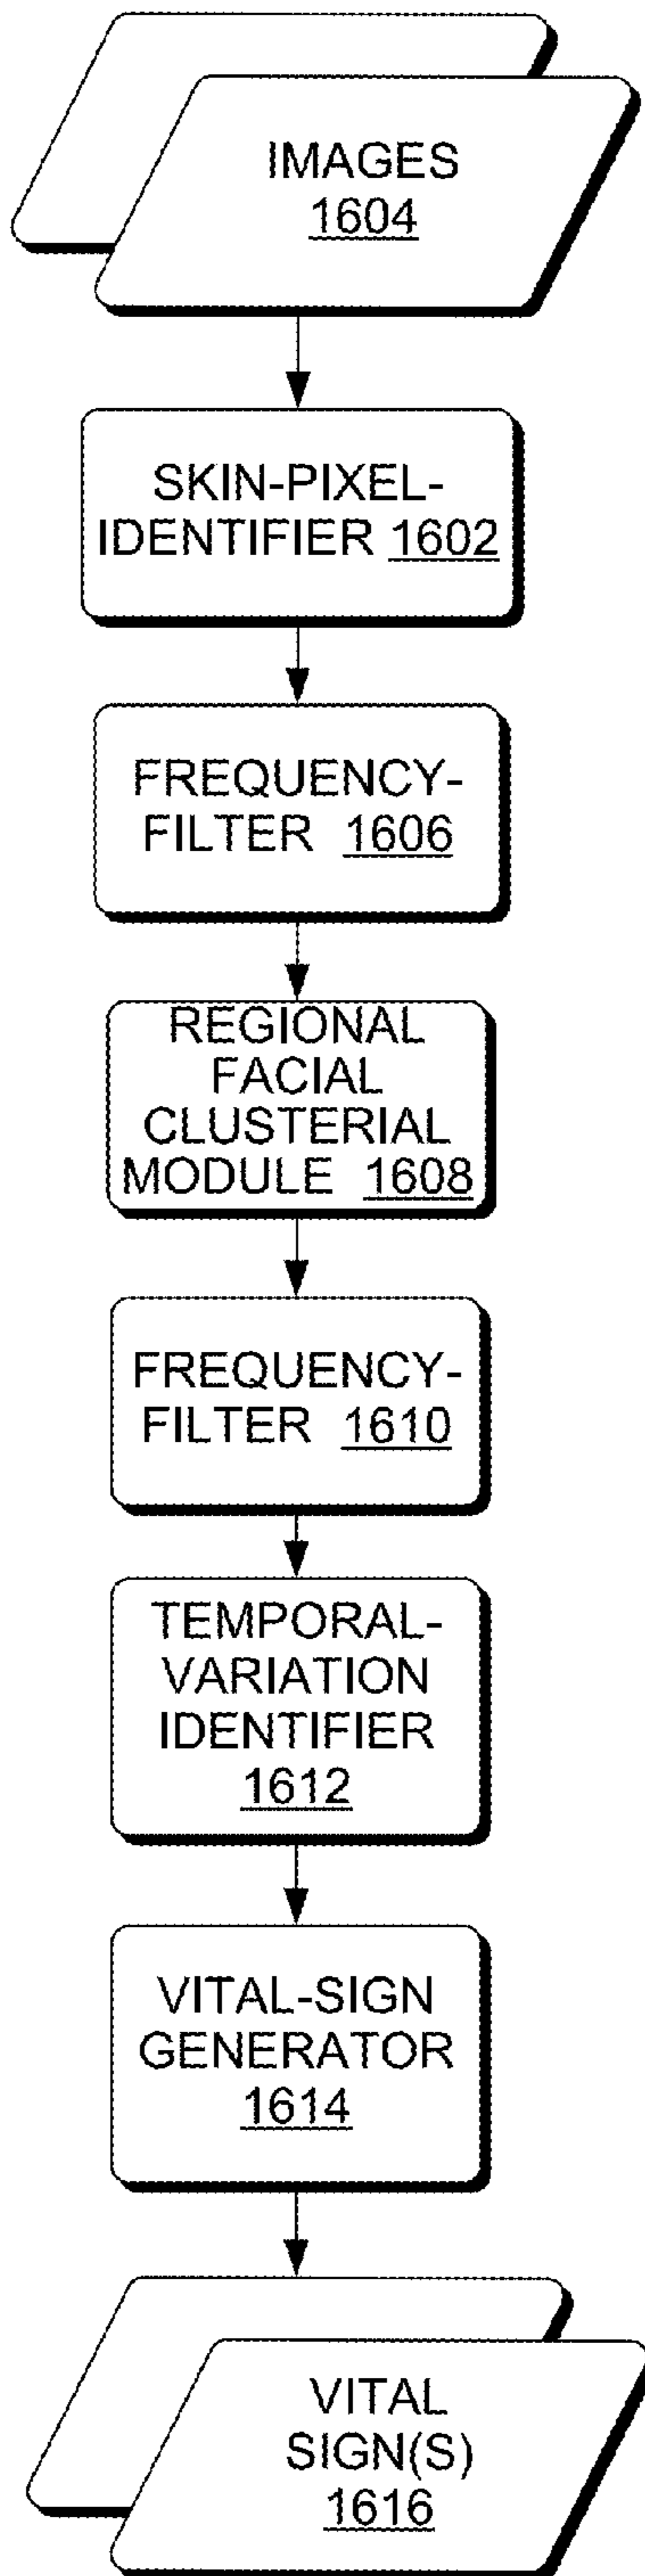 IMAGES
1604
SKIN-PIXEL-
IDENTIFIER 1602
FREQUENCY-
FILTER 1606
REGIONAL
FACIAL
CLUSTERIAL
MODULE 1608
FREQUENCY-
FILTER 1610
TEMPORAL-
VARIATION
IDENTIFIER
1612
VITAL-SIGN
GENERATOR
1614
VITAL
SIGN(S)
1616